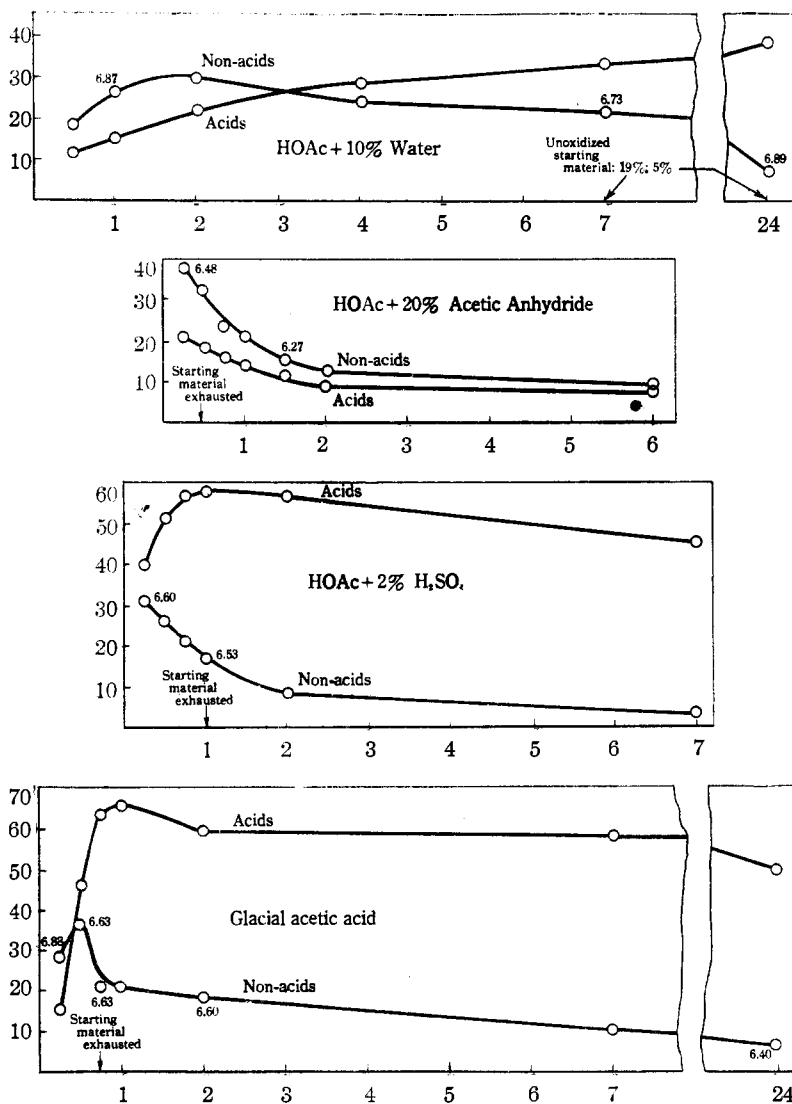 45
Non-acids
6.87
30
6.73
20
Acids
Unoxidized
starting
material: 19%; 5%
HOAc + 10% Water
6.89
10
1 2 3 4 5 6 7 24
40
6.48
HOAc + 20% Acetic Anhydride
30
20
6.27
Non-acids
Starting
material
exhausted
10
Acids
1 2 3 4 5 6
60
Acids
50
40
HOAc + 2% H₂SO₄
6.60
30
20
6.53
Starting
material
exhausted
Non-acids
10
1 2 3 4 5 6 7
70
Acids
60
50
40
Glacial acetic acid
6.88
6.63
30
Non-acids
20
6.63
6.60
Starting
material
exhausted
10
6.40
1 2 3 4 5 6 7 24